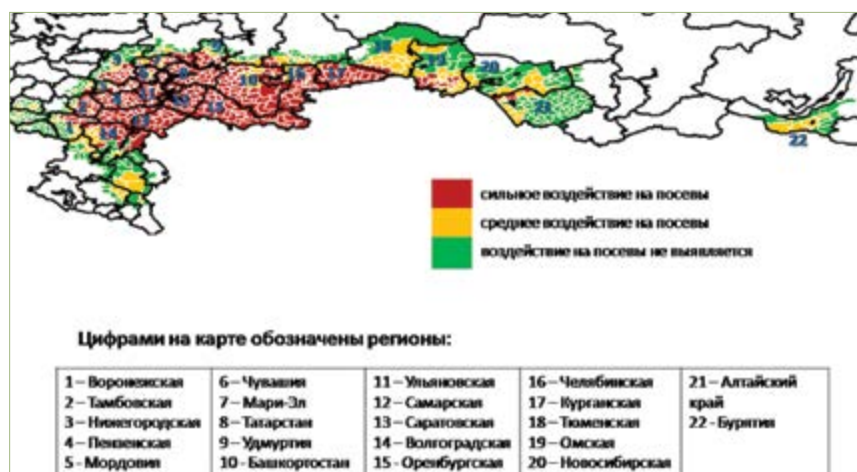 сильное воздействие на посевы
среднее воздействие на посевы
воздействие на посевы не выявляется
Цифрами на карте обозначены регионы:
1 – Воронежская
2 – Тамбовская
3 – Нижегородская
4 – Пензенская
5 - Мордовия
6 – Чувашия
7 – Мари-Эл
8 – Татарстан
9 – Удмуртия
10 - Башкортостан
11 – Ульяновская
12 – Самарская
13 – Саратовская
14 – Волгоградская
15 – Оренбургская
16 – Челябинская
17 – Курганская
18 – Тюменская
19 – Омская
20 – Новосибирская
21 – Алтайский
край
22 - Бурятия